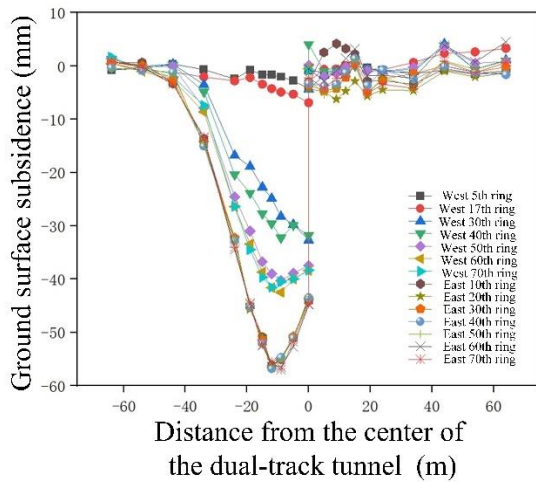 Ground surface subsidence (mm)
10
0
−10
−20
−30
−40
−50
−60
−60
−40
−20
0
20
40
60
West 5th ring
West 17th ring
West 30th ring
West 40th ring
West 50th ring
West 60th ring
West 70th ring
East 10th ring
East 20th ring
East 30th ring
East 40th ring
East 50th ring
East 60th ring
East 70th ring
Distance from the center of
the dual-track tunnel (m)